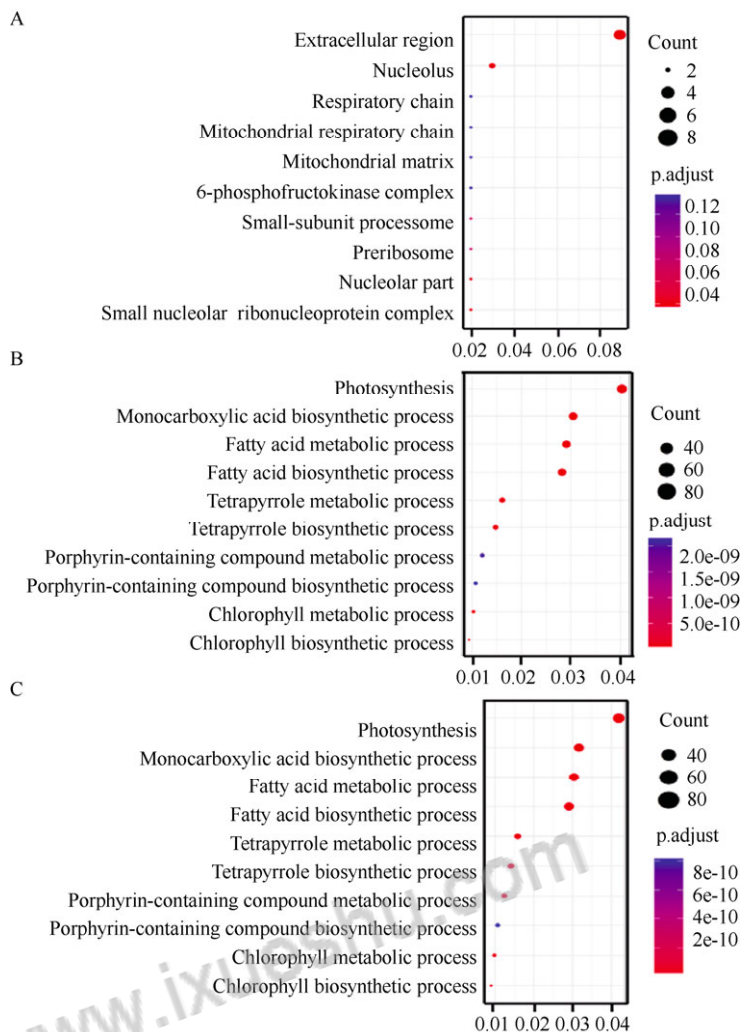 A
Extracellular region
Nucleolus
Respiratory chain
Mitochondrial respiratory chain
Mitochondrial matrix
6-phosphofructokinase complex
Small-subunit processome
Preribosome
Nucleolar part
Small nucleolar ribonucleoprotein complex
0.02 0.04 0.06 0.08
Count
2
4
6
8
p.adjust
0.12
0.10
0.08
0.06
0.04
B
Photosynthesis
Monocarboxylic acid biosynthetic process
Fatty acid metabolic process
Fatty acid biosynthetic process
Tetrapyrrole metabolic process
Tetrapyrrole biosynthetic process
Porphyrin-containing compound metabolic process
Porphyrin-containing compound biosynthetic process
Chlorophyll metabolic process
Chlorophyll biosynthetic process
0.01 0.02 0.03 0.04
Count
40
60
80
p.adjust
2.0e-09
1.5e-09
1.0e-09
5.0e-10
C
Photosynthesis
Monocarboxylic acid biosynthetic process
Fatty acid metabolic process
Fatty acid biosynthetic process
Tetrapyrrole metabolic process
Tetrapyrrole biosynthetic process
Porphyrin-containing compound metabolic process
Porphyrin-containing compound biosynthetic process
Chlorophyll metabolic process
Chlorophyll biosynthetic process
0.01 0.02 0.03 0.04
Count
40
60
80
p.adjust
8e-10
6e-10
4e-10
2e-10
www.ixueshu.com